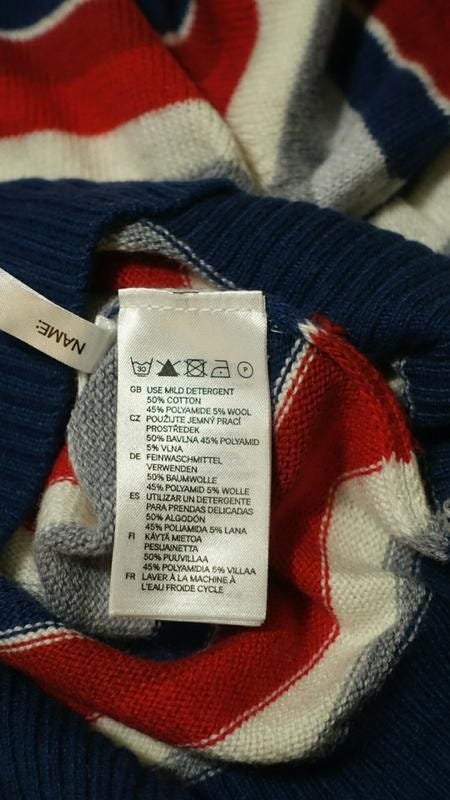 NAME:
30 P
GB USE MILD DETERGENT
50% COTTON
45% POLYAMIDE 5% WOOL
CZ POUŽIJTE JEMNÝ PRACÍ
PROSTŘEDEK
50% BAVLNA 45% POLYAMID
5% VLNA
DE FEINWASCHMITTEL
VERWENDEN
50% BAUMWOLLE
45% POLYAMID 5% WOLLE
ES UTILIZAR UN DETERGENTE
PARA PRENDAS DELICADAS
50% ALGODÓN
45% POLIAMIDA 5% LANA
FI KÄYTÄ MIETOA
PESUAINETTA
50% PUUVILLAA
45% POLYAMIDIA 5% VILLAA
FR LAVER À LA MACHINE À
L'EAU FROIDE CYCLE